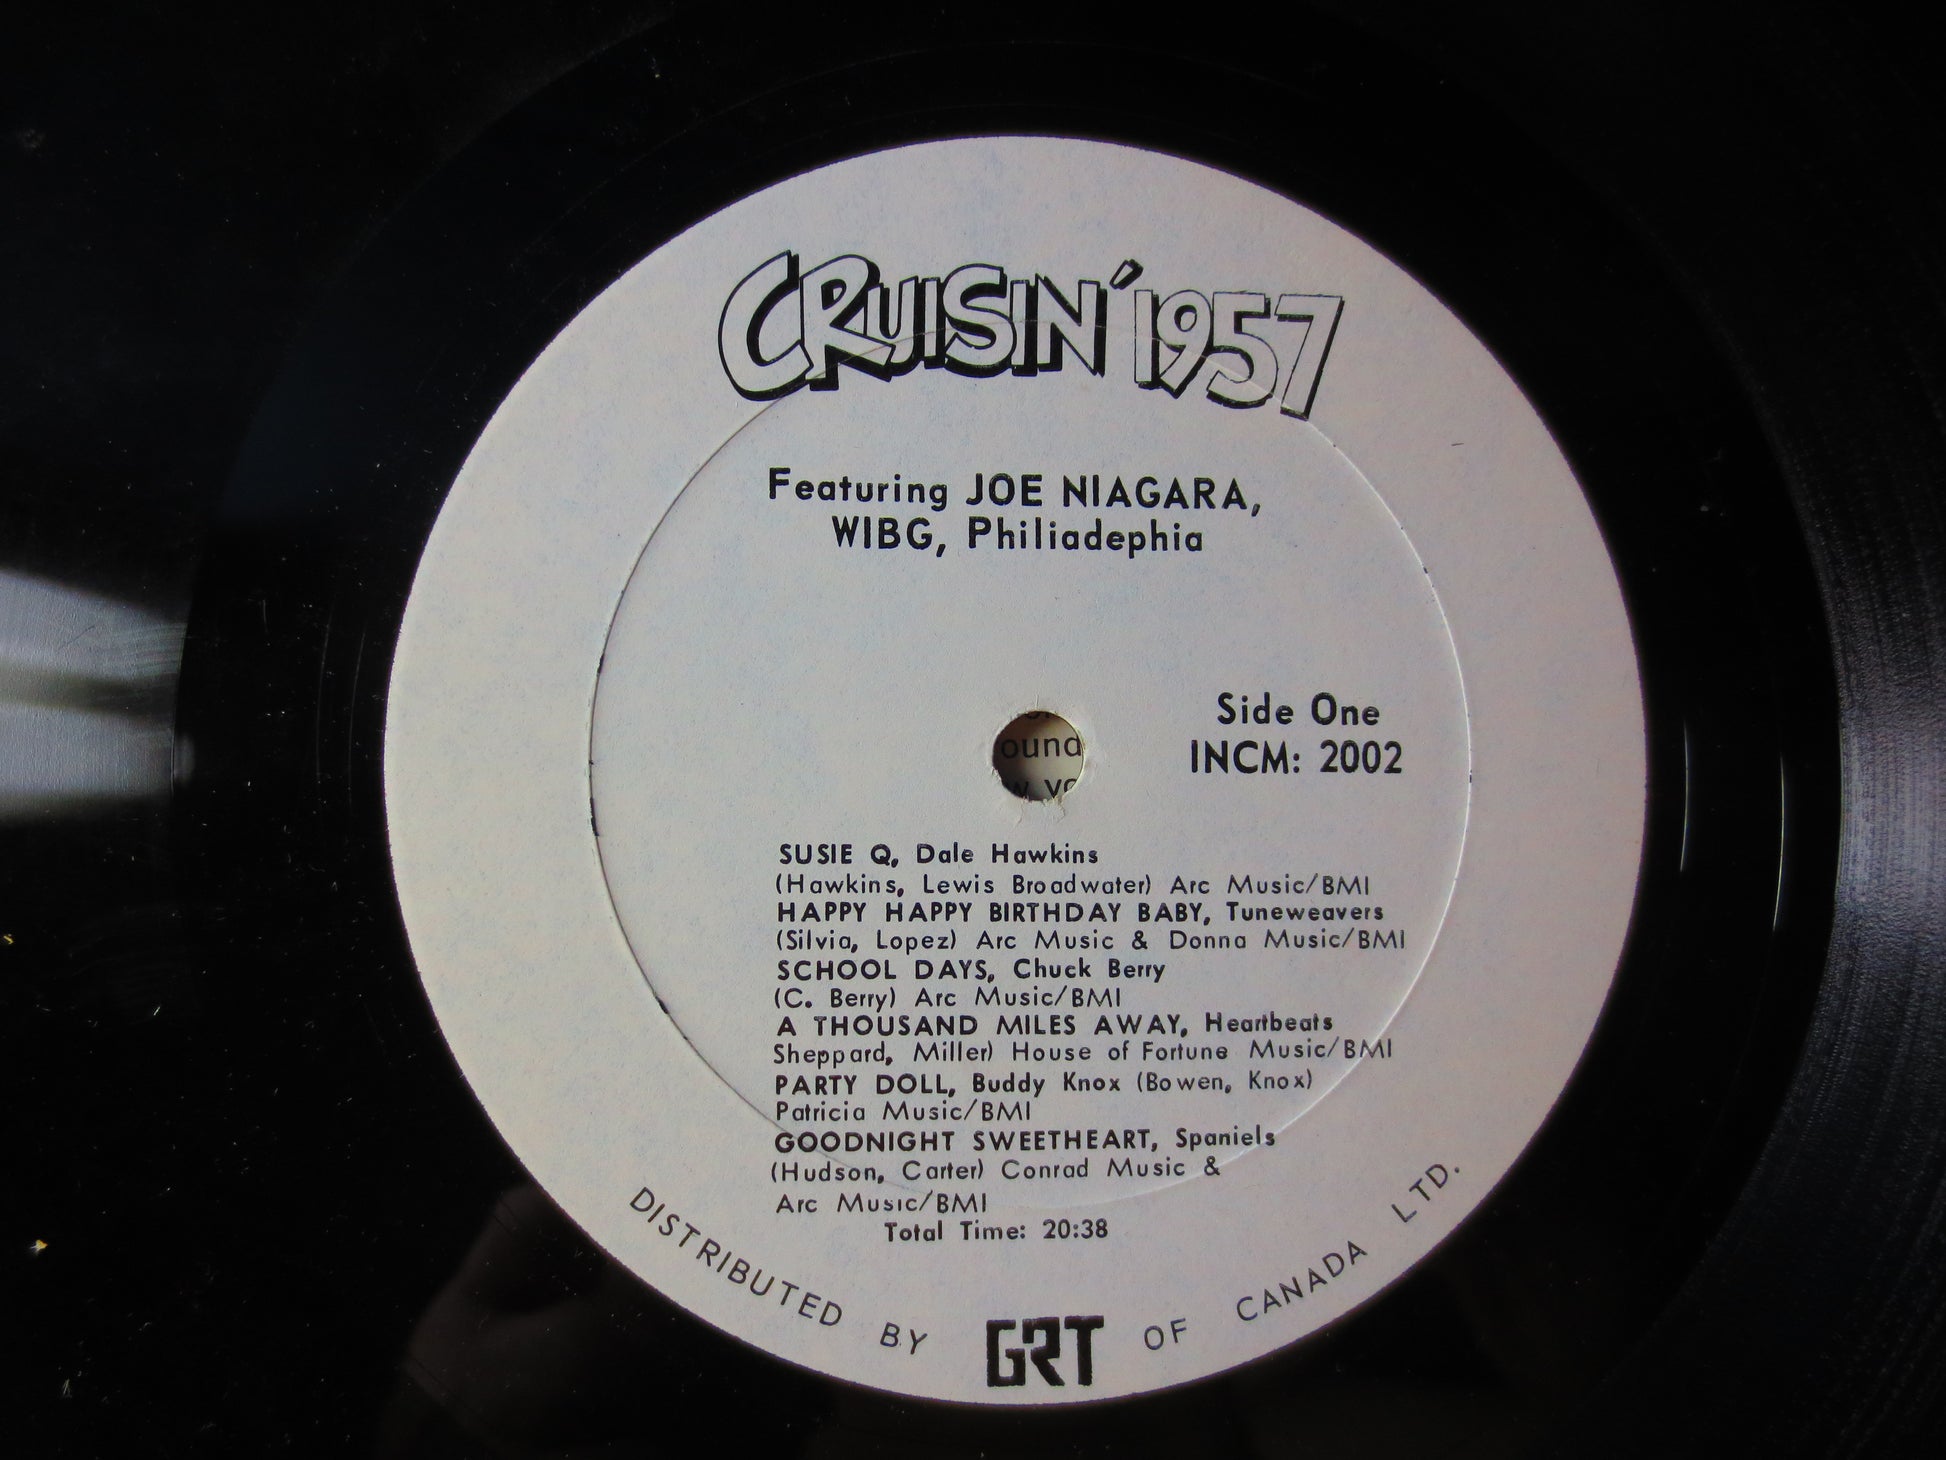 CRUISIN' 1957
Featuring JOE NIAGARA,
WIBG, Philiadephia
Side One
INCM: 2002
ound
SUSIE Q, Dale Hawkins
(Hawkins, Lewis Broadwater) Arc Music/BMI
HAPPY HAPPY BIRTHDAY BABY, Tuneweavers
(Silvia, Lopez) Arc Music & Donna Music/BMI
SCHOOL DAYS, Chuck Berry
(C. Berry) Arc Music/BMI
A THOUSAND MILES AWAY, Heartbeats
Sheppard, Miller) House of Fortune Music/BMI
PARTY DOLL, Buddy Knox (Bowen, Knox)
Patricia Music/BMI
GOODNIGHT SWEETHEART, Spaniels
(Hudson, Carter) Conrad Music &
Arc Music/BMI
Total Time: 20:38
DISTRIBUTED BY GRT OF CANADA LTD.